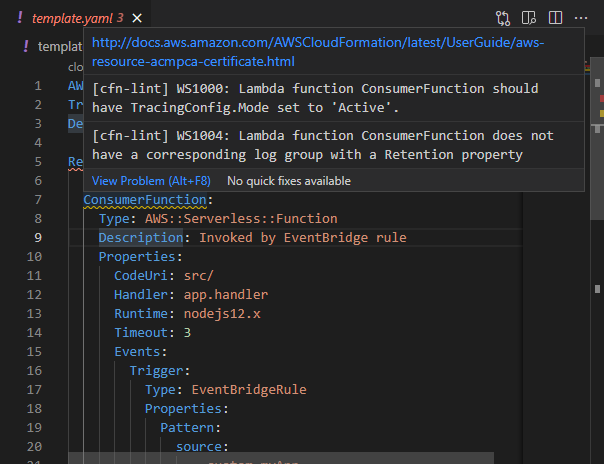 ! template.yaml 3 ×
! template
http://docs.aws.amazon.com/AWSCloudFormation/latest/UserGuide/aws-
resource-acmpca-certificate.html
clo
[cfn-lint] WS1000: Lambda function ConsumerFunction should
have TracingConfig.Mode set to 'Active'.
[cfn-lint] WS1004: Lambda function ConsumerFunction does not
have a corresponding log group with a Retention property
View Problem (Alt+F8) No quick fixes available
1 AW
2 Tr
3 De
4
5 Re
6
7 ConsumerFunction:
8 Type: AWS::Serverless::Function
9 Description: Invoked by EventBridge rule
10 Properties:
11 CodeUri: src/
12 Handler: app.handler
13 Runtime: nodejs12.x
14 Timeout: 3
15 Events:
16 Trigger:
17 Type: EventBridgeRule
18 Properties:
19 Pattern:
20 source: